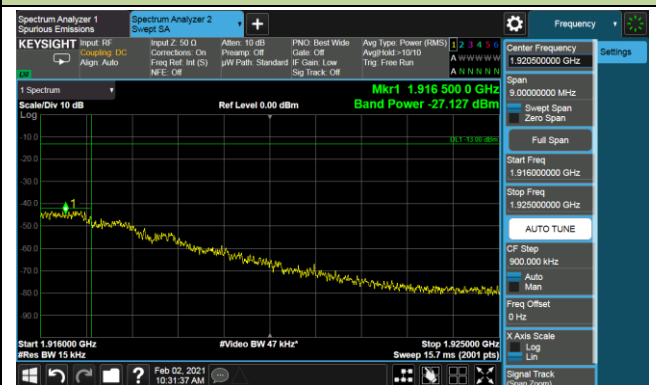 Spectrum Analyzer 1
Spurious Emissions
Spectrum Analyzer 2
Swept SA
Frequency
KEYSIGHT
Input: RF
Coupling: DC
Align: Auto
Input Z: 50 Ω
Corrections: On
Freq Ref: Int (S)
NFE: Off
Atten: 10 dB
Preamp: Off
µW Path: Standard
PNO: Best Wide
Gate: Off
IF Gain: Low
Sig Track: Off
Avg Type: Power (RMS)
Avg|Hold:>10/10
Trig: Free Run
1 2 3 4 5 6
A W W W W W
A N N N N N
LXI
1 Spectrum
Scale/Div 10 dB
Log
Ref Level 0.00 dBm
Mkr1 1.916 500 0 GHz
Band Power -27.127 dBm
DL1 -13.00 dBm
-10.0
-20.0
-30.0
-40.0
-50.0
-60.0
-70.0
-80.0
-90.0
1
Start 1.916000 GHz
#Res BW 15 kHz
#Video BW 47 kHz*
Stop 1.925000 GHz
Sweep 15.7 ms (2001 pts)
Feb 02, 2021
10:31:37 AM
Center Frequency
1.920500000 GHz
Settings
Span
9.00000000 MHz
Swept Span
Zero Span
Full Span
Start Freq
1.916000000 GHz
Stop Freq
1.925000000 GHz
AUTO TUNE
CF Step
900.000 kHz
Auto
Man
Freq Offset
0 Hz
X Axis Scale
Log
Lin
Signal Track
(Span Zoom)